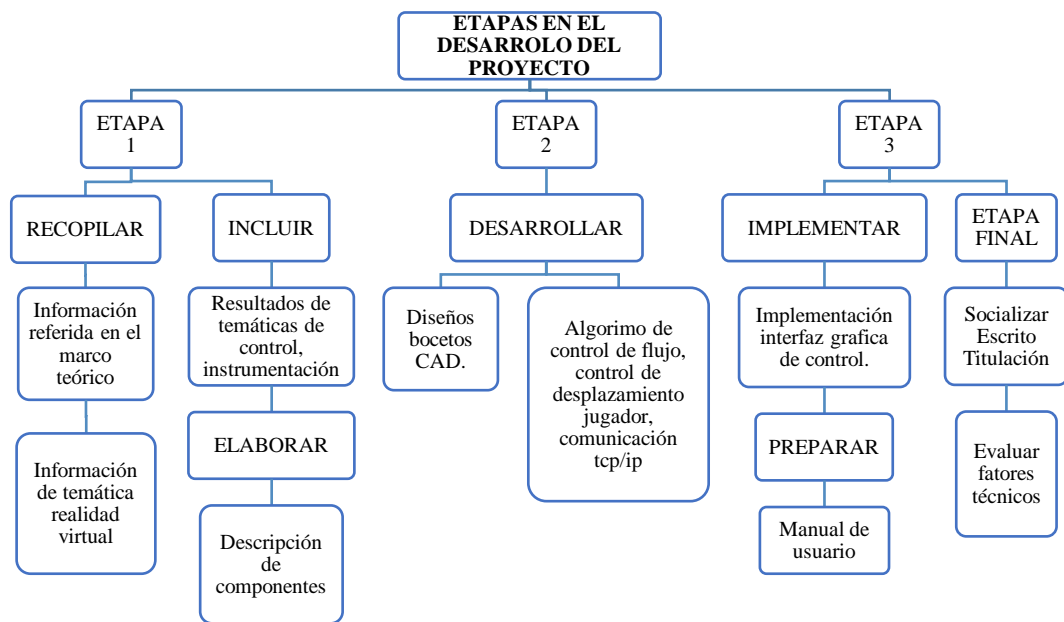 ETAPAS EN EL
DESARROLO DEL
PROYECTO
ETAPA
1
RECOPILAR
Información
referida en el
marco
teórico
Información
de temática
realidad
virtual
INCLUIR
Resultados de
temáticas de
control,
instrumentación
ELABORAR
Descripción
de
componentes
ETAPA
2
DESARROLLAR
Diseños
bocetos
CAD.
Algorimo de
control de flujo,
control de
desplazamiento
jugador,
comunicación
tcp/ip
ETAPA
3
IMPLEMENTAR
Implementación
interfaz grafica
de control.
PREPARAR
Manual de
usuario
ETAPA
FINAL
Socializar
Escrito
Titulación
Evaluar
fatores
técnicos